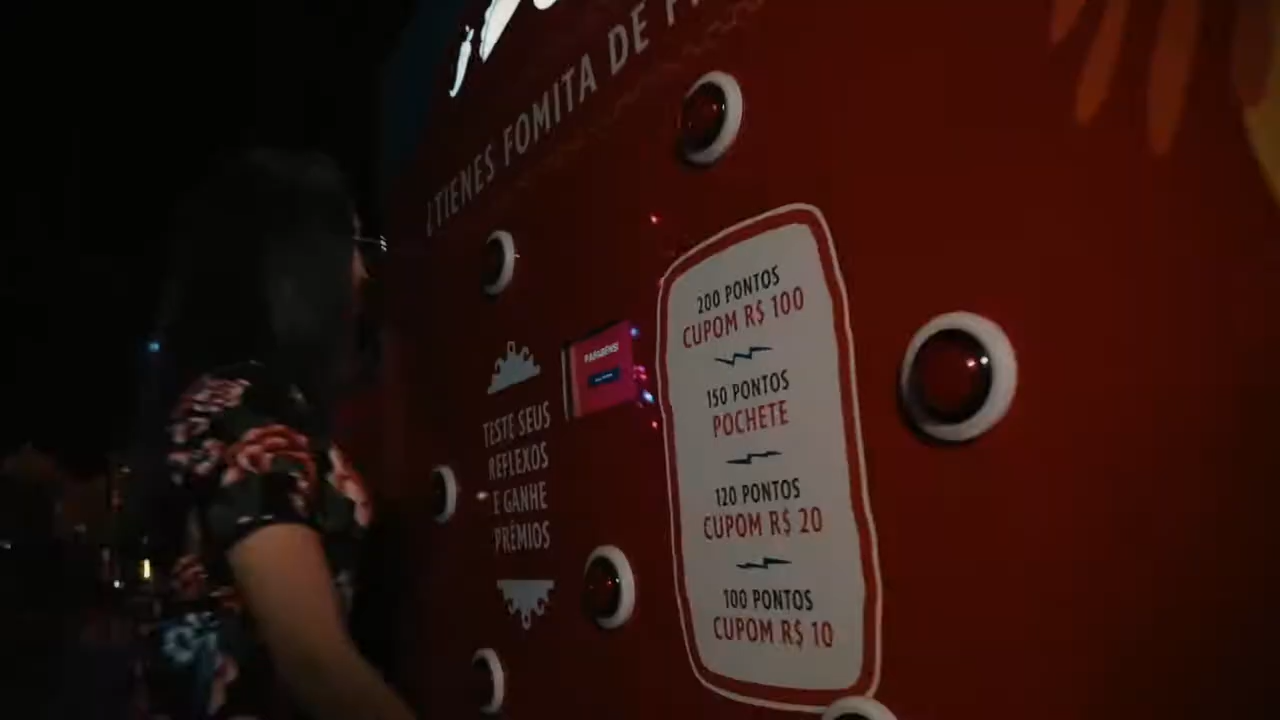 ¡TIENES FOMITA DE
TESTE SEUS
REFLEXOS
E GANHE
PRÊMIOS
PARABÉNS!
200 PONTOS
CUPOM R$ 100
150 PONTOS
POCHETE
120 PONTOS
CUPOM R$ 20
100 PONTOS
CUPOM R$ 10